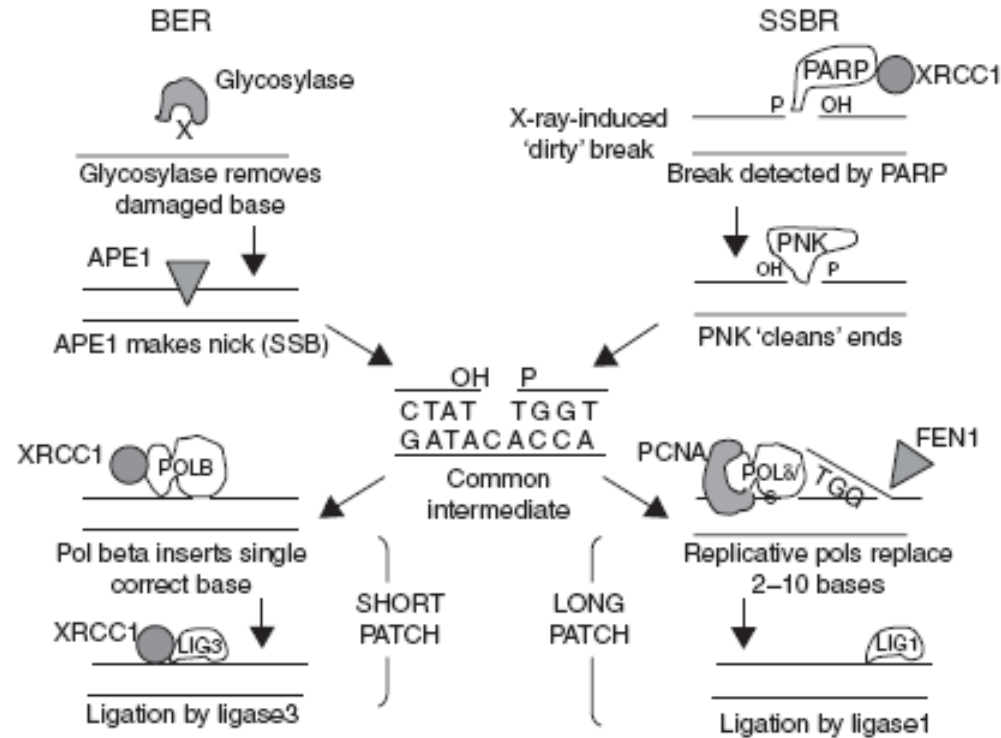 BER
Glycosylase
X
Glycosylase removes
damaged base
APE1
APE1 makes nick (SSB)
SSBR
PARP
XRCC1
P OH
X-ray-induced
'dirty' break
Break detected by PARP
PNK
OH P
PNK 'cleans' ends
OH P
CTAT TGGT
GATACACCA
Common
intermediate
XRCC1
POLB
Pol beta inserts single
correct base
XRCC1
LIG3
Ligation by ligase3
SHORT
PATCH
LONG
PATCH
PCNA
POLδ/
ε
TGG
FEN1
Replicative pols replace
2–10 bases
LIG1
Ligation by ligase1